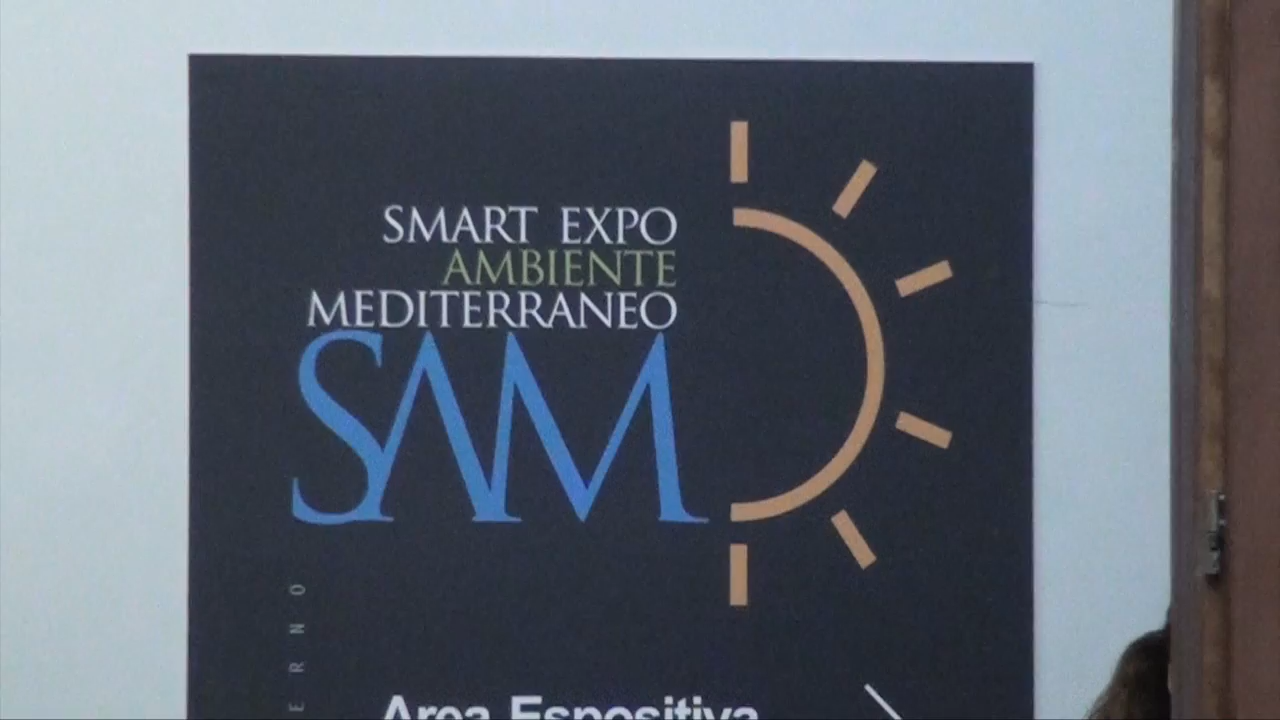 SMART EXPO
AMBIENTE
MEDITERRANEO
SAM
Area Espositiva